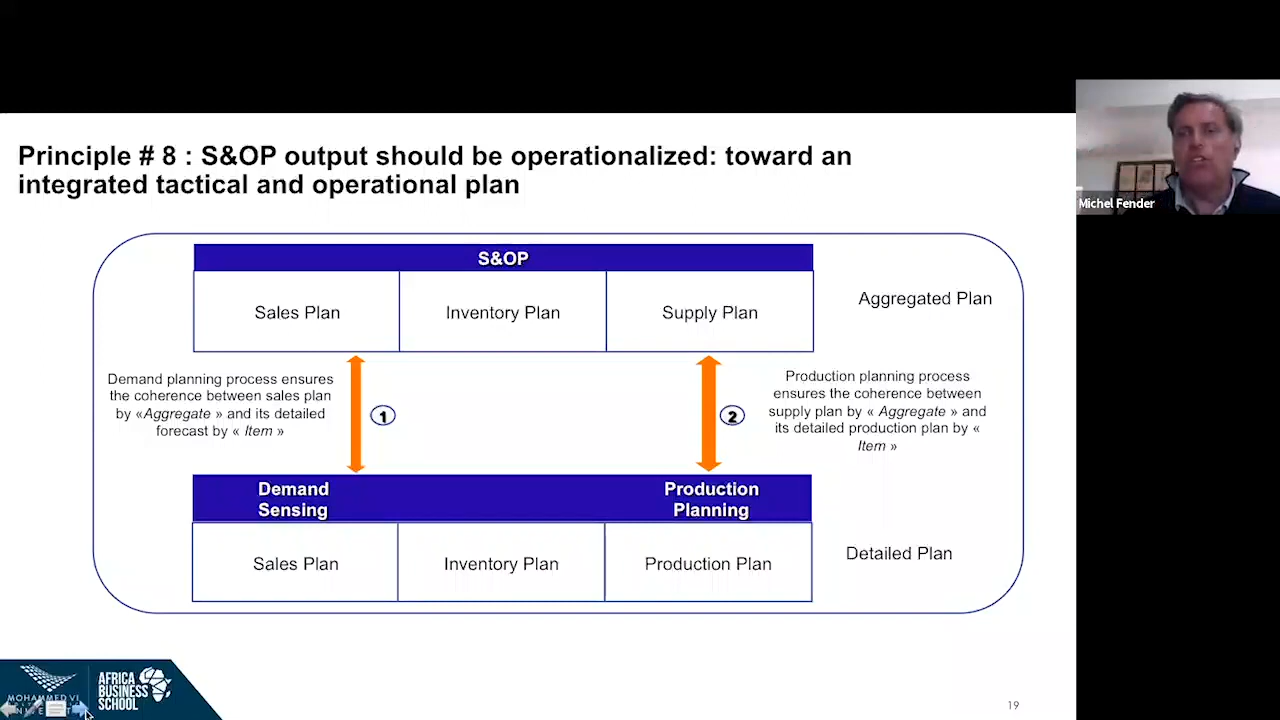 Principle # 8 : S&OP output should be operationalized: toward an
integrated tactical and operational plan
Michel Fender
S&OP
Sales Plan
Inventory Plan
Supply Plan
Aggregated Plan
Demand planning process ensures
the coherence between sales plan
by «Aggregate » and its detailed
forecast by « Item »
1
Production planning process
ensures the coherence between
supply plan by « Aggregate » and
its detailed production plan by «
Item »
2
Demand
Sensing
Production
Planning
Sales Plan
Inventory Plan
Production Plan
Detailed Plan
MOHAMMED VI
AFRICA
BUSINESS
SCHOOL
19